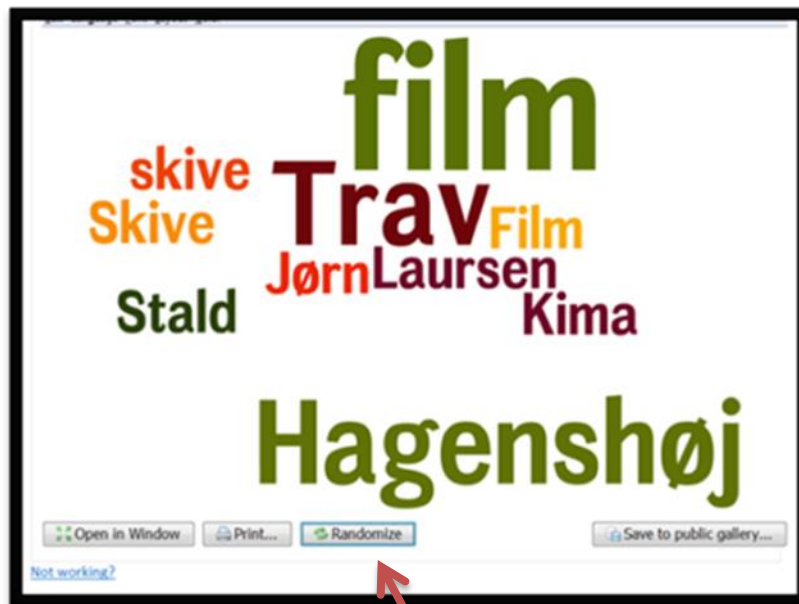 film
skive
Trav
Skive
Film
Jørn
Laursen
Stald
Kima
Hagenshøj
Open in Window Print... Randomize Save to public gallery...
Not working?